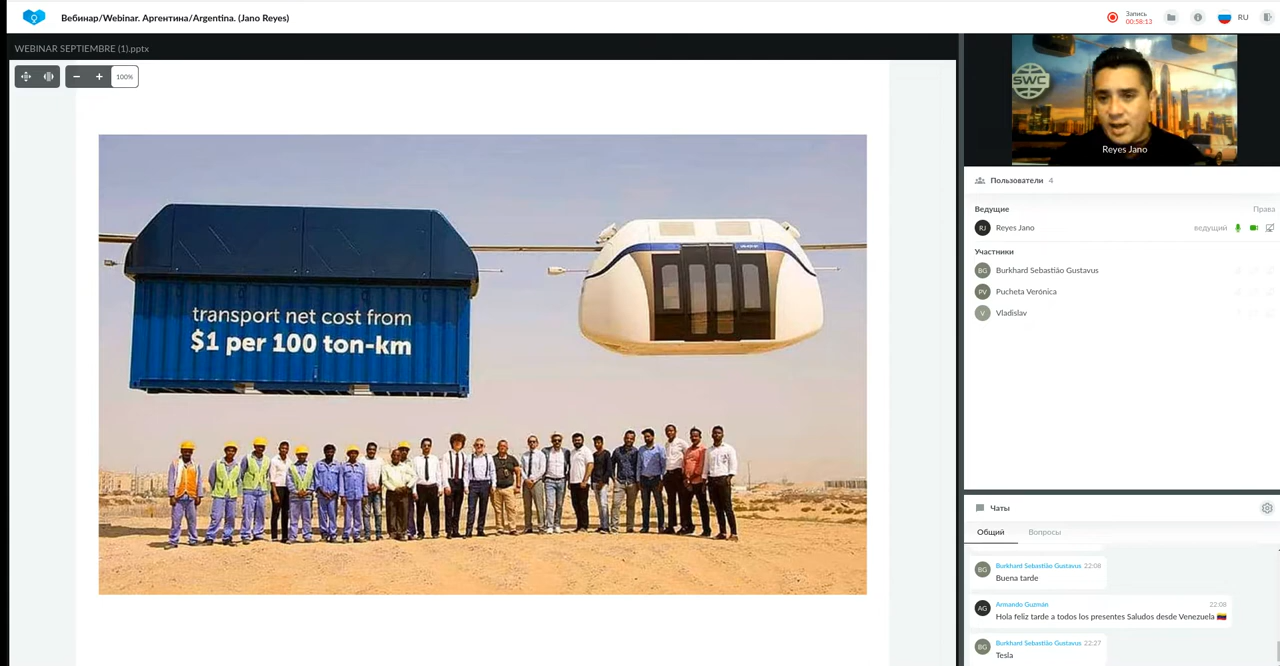 Вебинар/Webinar. Аргентина/Argentina. (Jano Reyes)
Запись
00:58:13
RU
WEBINAR SEPTIEMBRE (1).pptx
100%
transport net cost from
$1 per 100 ton-km
SWC
Reyes Jano
Пользователи 4
Ведущие Права
RJ Reyes Jano ведущий
Участники
BG Burkhard Sebastião Gustavus
PV Pucheta Verónica
V Vladislav
Чаты
Общий Вопросы
BG Burkhard Sebastião Gustavus 22:08
Buena tarde
AG Armando Guzmán 22:08
Hola feliz tarde a todos los presentes Saludos desde Venezuela 🇻🇪
BG Burkhard Sebastião Gustavus 22:27
Tesla